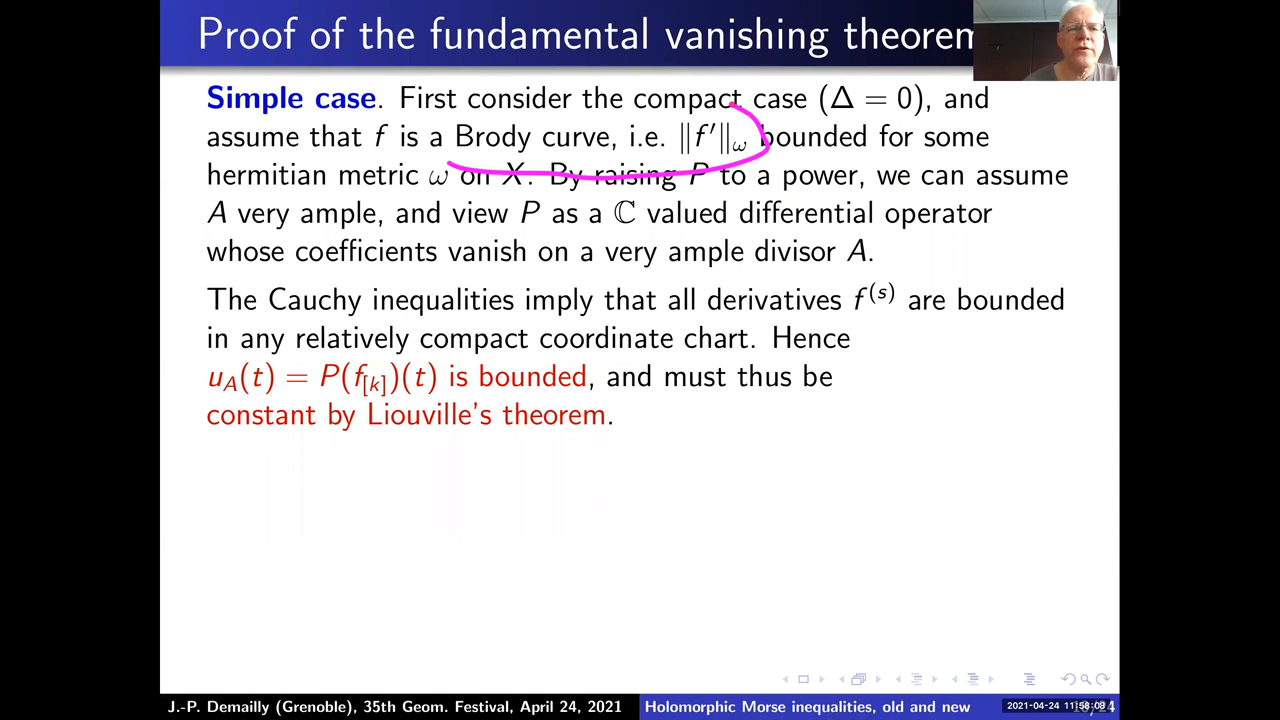 Proof of the fundamental vanishing theorem
Simple case. First consider the compact case (Δ = 0), and
assume that f is a Brody curve, i.e. ‖f′‖ω bounded for some
hermitian metric ω on X. By raising P to a power, we can assume
A very ample, and view P as a ℂ valued differential operator
whose coefficients vanish on a very ample divisor A.
The Cauchy inequalities imply that all derivatives f⁽ˢ⁾ are bounded
in any relatively compact coordinate chart. Hence
u_A(t) = P(f_[k])(t) is bounded, and must thus be
constant by Liouville's theorem.
J.-P. Demailly (Grenoble), 35th Geom. Festival, April 24, 2021
Holomorphic Morse inequalities, old and new
2021-04-24 11:58:08